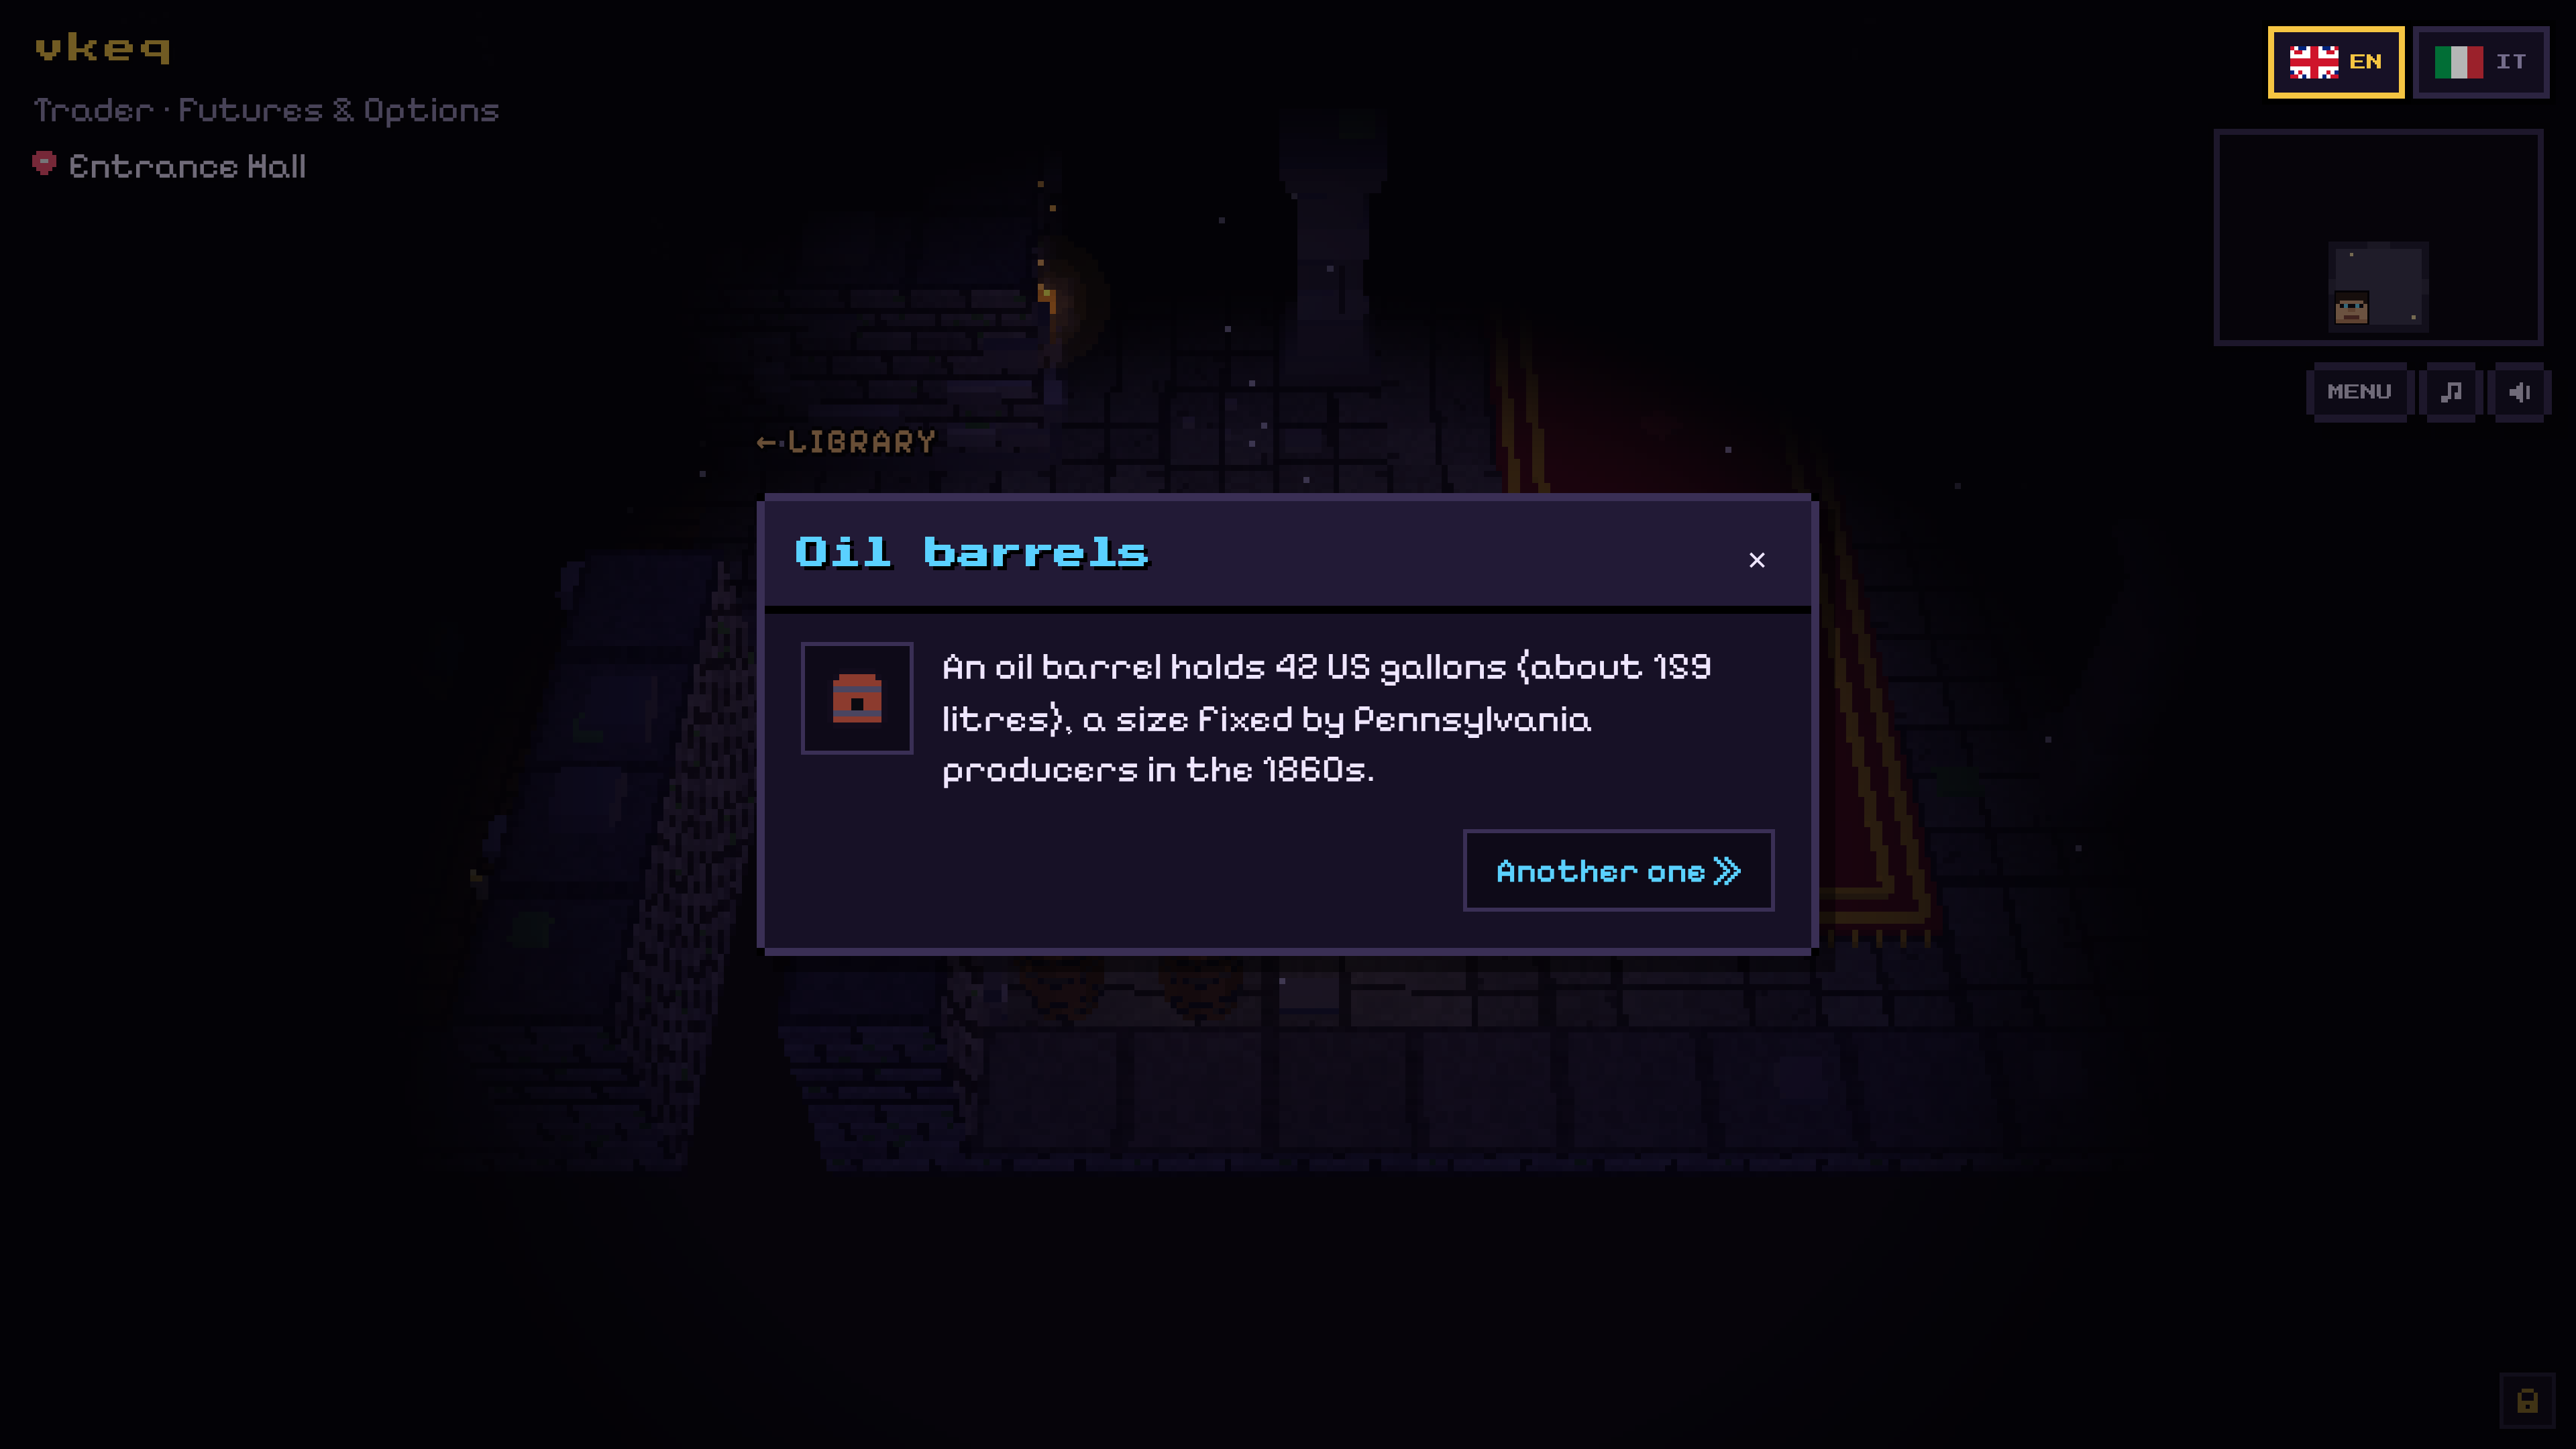 vkeq
Trader · Futures & Options
Entrance Hall
EN
IT
MENU
← · LIBRARY
Oil barrels
×
An oil barrel holds 42 US gallons (about 159
litres), a size fixed by Pennsylvania
producers in the 1860s.
Another one »